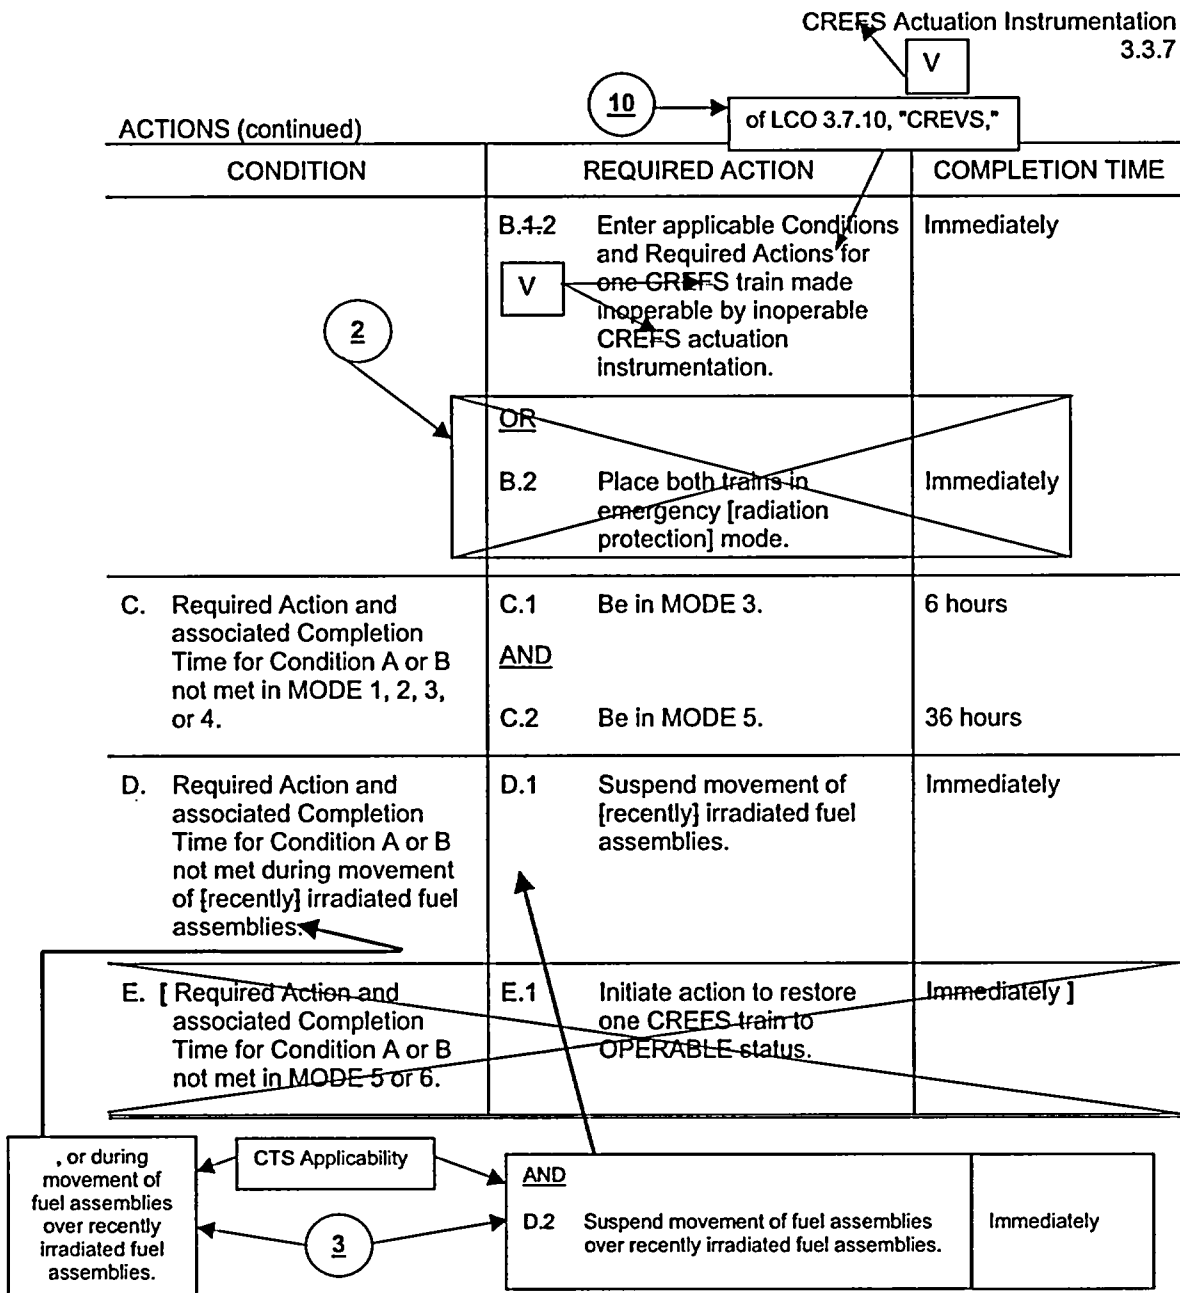 CREFS Actuation Instrumentation
3.3.7
V
10
of LCO 3.7.10, "CREVS,"
ACTIONS (continued)
CONDITION REQUIRED ACTION COMPLETION TIME
B.1.2 Enter applicable Conditions Immediately
and Required Actions for
V
one CREFS train made
inoperable by inoperable
2
CREFS actuation
instrumentation.
OR
B.2 Place both trains in Immediately
emergency [radiation
protection] mode.
C. Required Action and C.1 Be in MODE 3. 6 hours
associated Completion
Time for Condition A or B AND
not met in MODE 1, 2, 3,
or 4. C.2 Be in MODE 5. 36 hours
D. Required Action and D.1 Suspend movement of Immediately
associated Completion [recently] irradiated fuel
Time for Condition A or B assemblies.
not met during movement
of [recently] irradiated fuel
assemblies.
E. [ Required Action and E.1 Initiate action to restore Immediately ]
associated Completion one CREFS train to
Time for Condition A or B OPERABLE status.
not met in MODE 5 or 6.
, or during
movement of
fuel assemblies
over recently
irradiated fuel
assemblies.
CTS Applicability
3
AND
D.2 Suspend movement of fuel assemblies Immediately
over recently irradiated fuel assemblies.